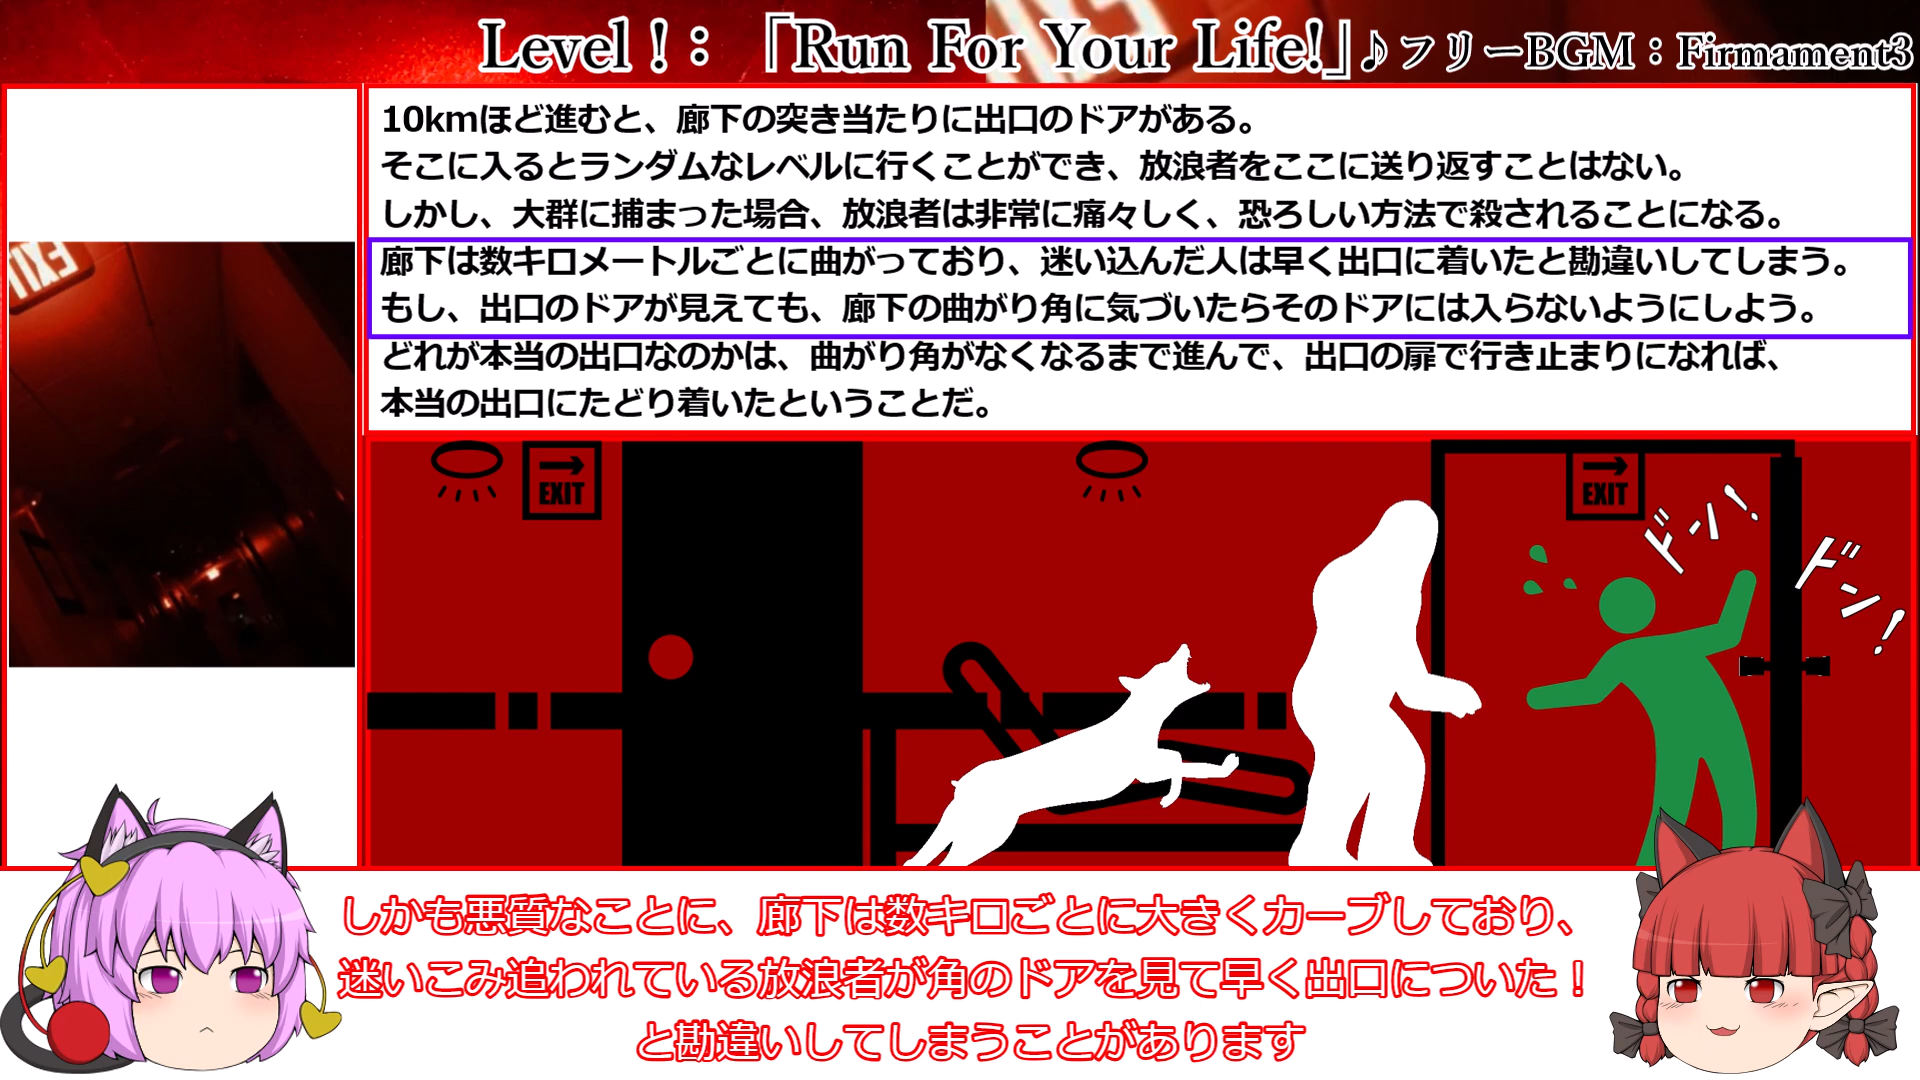 Level！：「Run For Your Life!」♪フリーBGM：Firmament3
10kmほど進むと、廊下の突き当たりに出口のドアがある。
そこに入るとランダムなレベルに行くことができ、放浪者をここに送り返すことはない。
しかし、大群に捕まった場合、放浪者は非常に痛々しく、恐ろしい方法で殺されることになる。
廊下は数キロメートルごとに曲がっており、迷い込んだ人は早く出口に着いたと勘違いしてしまう。
もし、出口のドアが見えても、廊下の曲がり角に気づいたらそのドアには入らないようにしよう。
どれが本当の出口なのかは、曲がり角がなくなるまで進んで、出口の扉で行き止まりになれば、
本当の出口にたどり着いたということだ。
EXIT
EXIT
EXIT
ドン！
ドン！
しかも悪質なことに、廊下は数キロごとに大きくカーブしており、
迷いこみ追われている放浪者が角のドアを見て早く出口についた！
と勘違いしてしまうことがあります